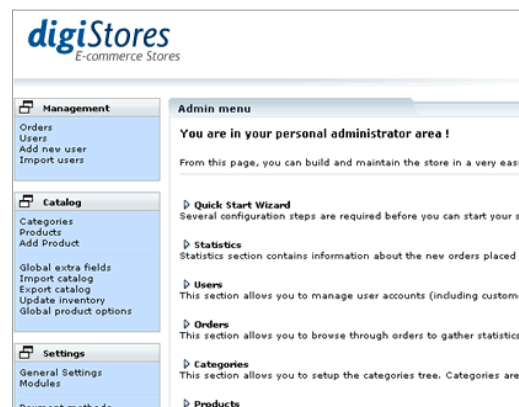 digiStores
E-commerce Stores
Management
Orders
Users
Add new user
Import users
Catalog
Categories
Products
Add Product
Global extra fields
Import catalog
Export catalog
Update inventory
Global product options
Settings
General Settings
Modules
Payment methods
Admin menu
You are in your personal administrator area !
From this page, you can build and maintain the store in a very
Quick Start Wizard
Several configuration steps are required before you can start your
Statistics
Statistics section contains information about the new orders placed
Users
This section allows you to manage user accounts (including
Orders
This section allows you to browse through orders to gather statistics
Categories
This section allows you to setup the categories tree. Categories are
Products